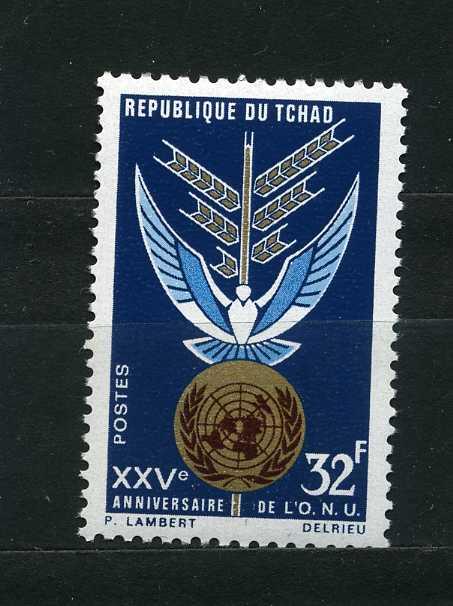 REPUBLIQUE DU TCHAD
POSTES
XXVe
32F
ANNIVERSAIRE DE L'O.N.U.
P. LAMBERT DELRIEU